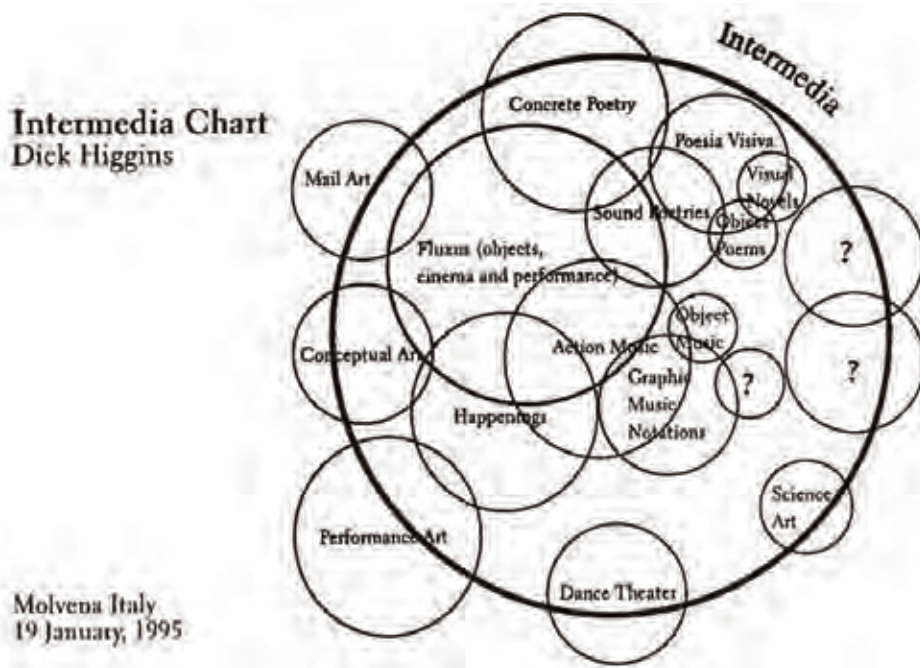 Intermedia
Intermedia Chart
Dick Higgins
Concrete Poetry
Poesia Visiva
Mail Art
Visual
Novels
Sound Poetries
Object
Poems
?
Fluxus (objects,
cinema and performance)
Object
Music
Conceptual Art
Action Music
?
Graphic
Music
Notations
?
Happenings
Science
Art
Performance Art
Dance Theater
Molvena Italy
19 January, 1995